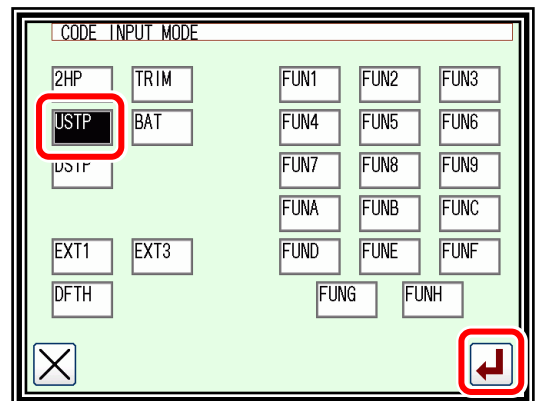 CODE INPUT MODE
2HP TRIM FUN1 FUN2 FUN3
USTP BAT FUN4 FUN5 FUN6
DSTP FUN7 FUN8 FUN9
FUNA FUNB FUNC
EXT1 EXT3 FUND FUNE FUNF
DFTH FUNG FUNH